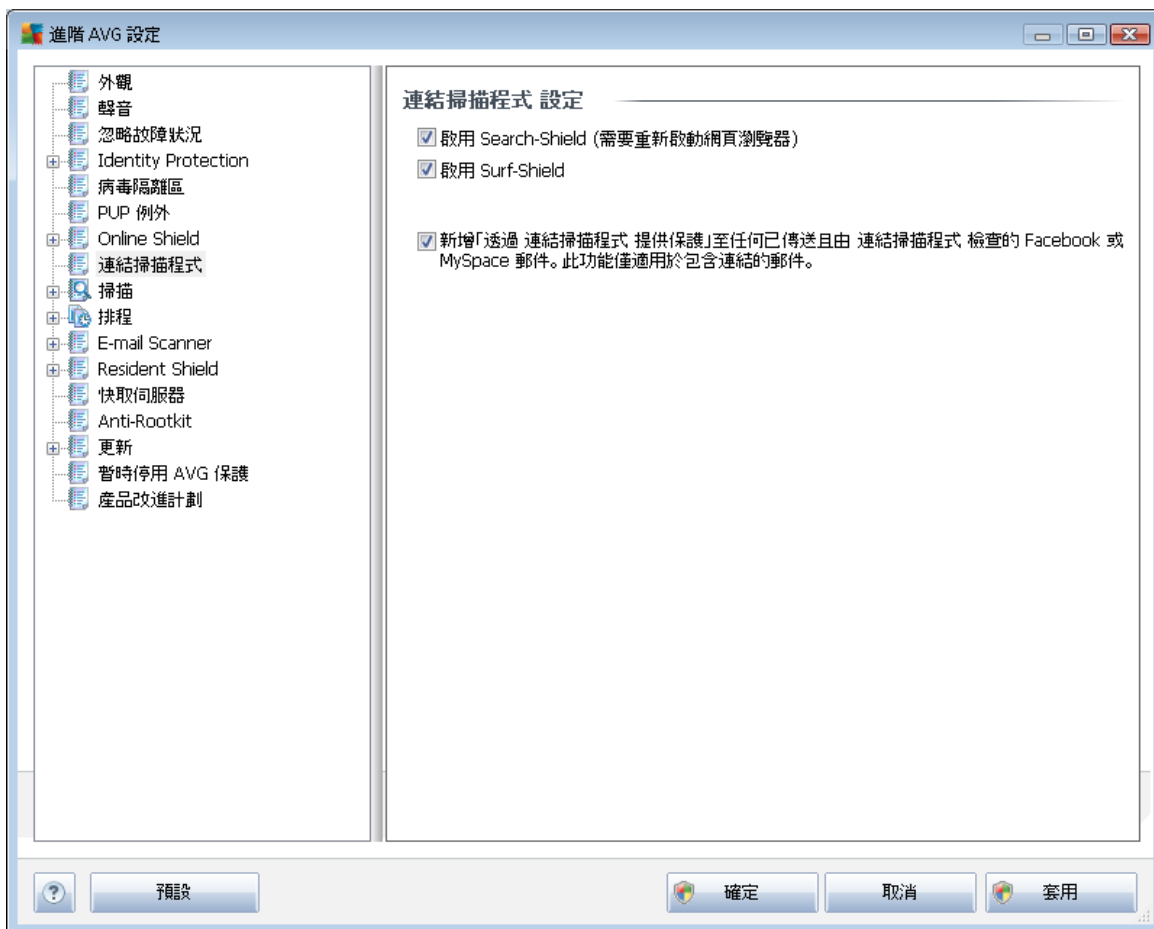 進階 AVG 設定
外觀
聲音
忽略故障狀況
Identity Protection
病毒隔離區
PUP 例外
Online Shield
連結掃描程式
掃描
排程
E-mail Scanner
Resident Shield
快取伺服器
Anti-Rootkit
更新
暫時停用 AVG 保護
產品改進計劃
連結掃描程式 設定
啟用 Search-Shield (需要重新啟動網頁瀏覽器)
啟用 Surf-Shield
新增「透過 連結掃描程式 提供保護」至任何已傳送且由 連結掃描程式 檢查的 Facebook 或
MySpace 郵件。此功能僅適用於包含連結的郵件。
?
預設
確定
取消
套用